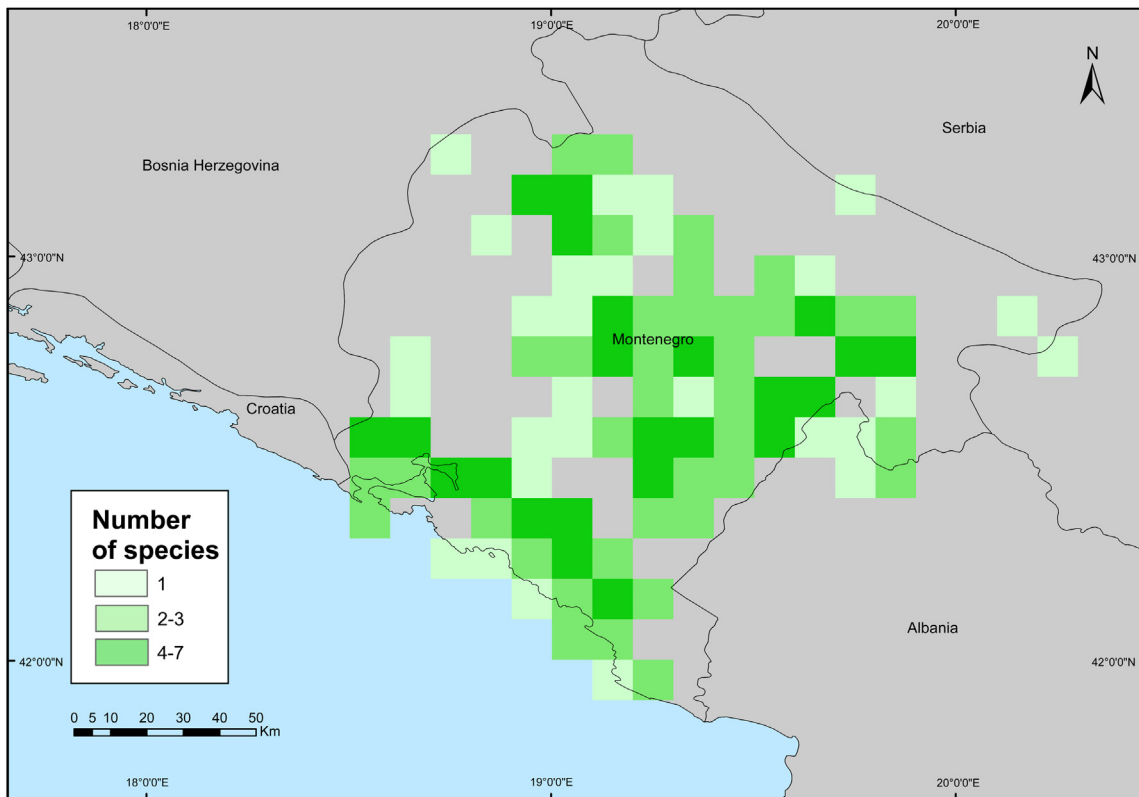 18°0'0"E 19°0'0"E 20°0'0"E
N
Serbia
Bosnia Herzegovina
43°0'0"N 43°0'0"N
Montenegro
Croatia
Number
of species
1
2-3
4-7
Albania
42°0'0"N 42°0'0"N
0 5 10 20 30 40 50
Km
18°0'0"E 19°0'0"E 20°0'0"E